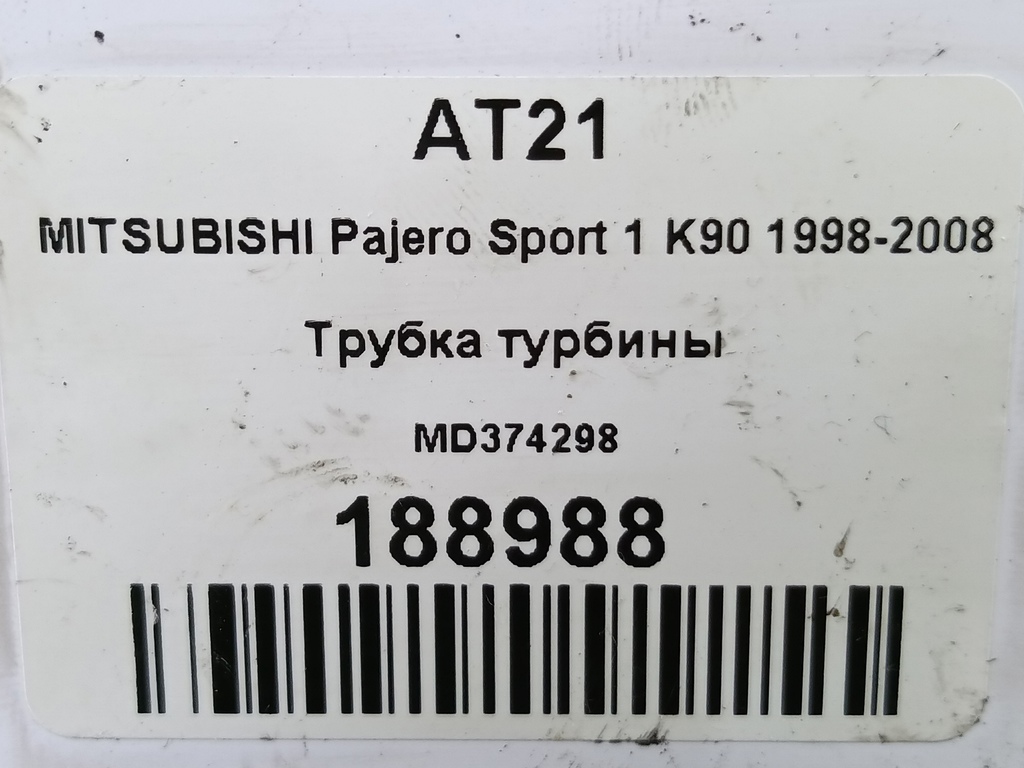 AT21
MITSUBISHI Pajero Sport 1 K90 1998-2008
Трубка турбины
MD374298
188988